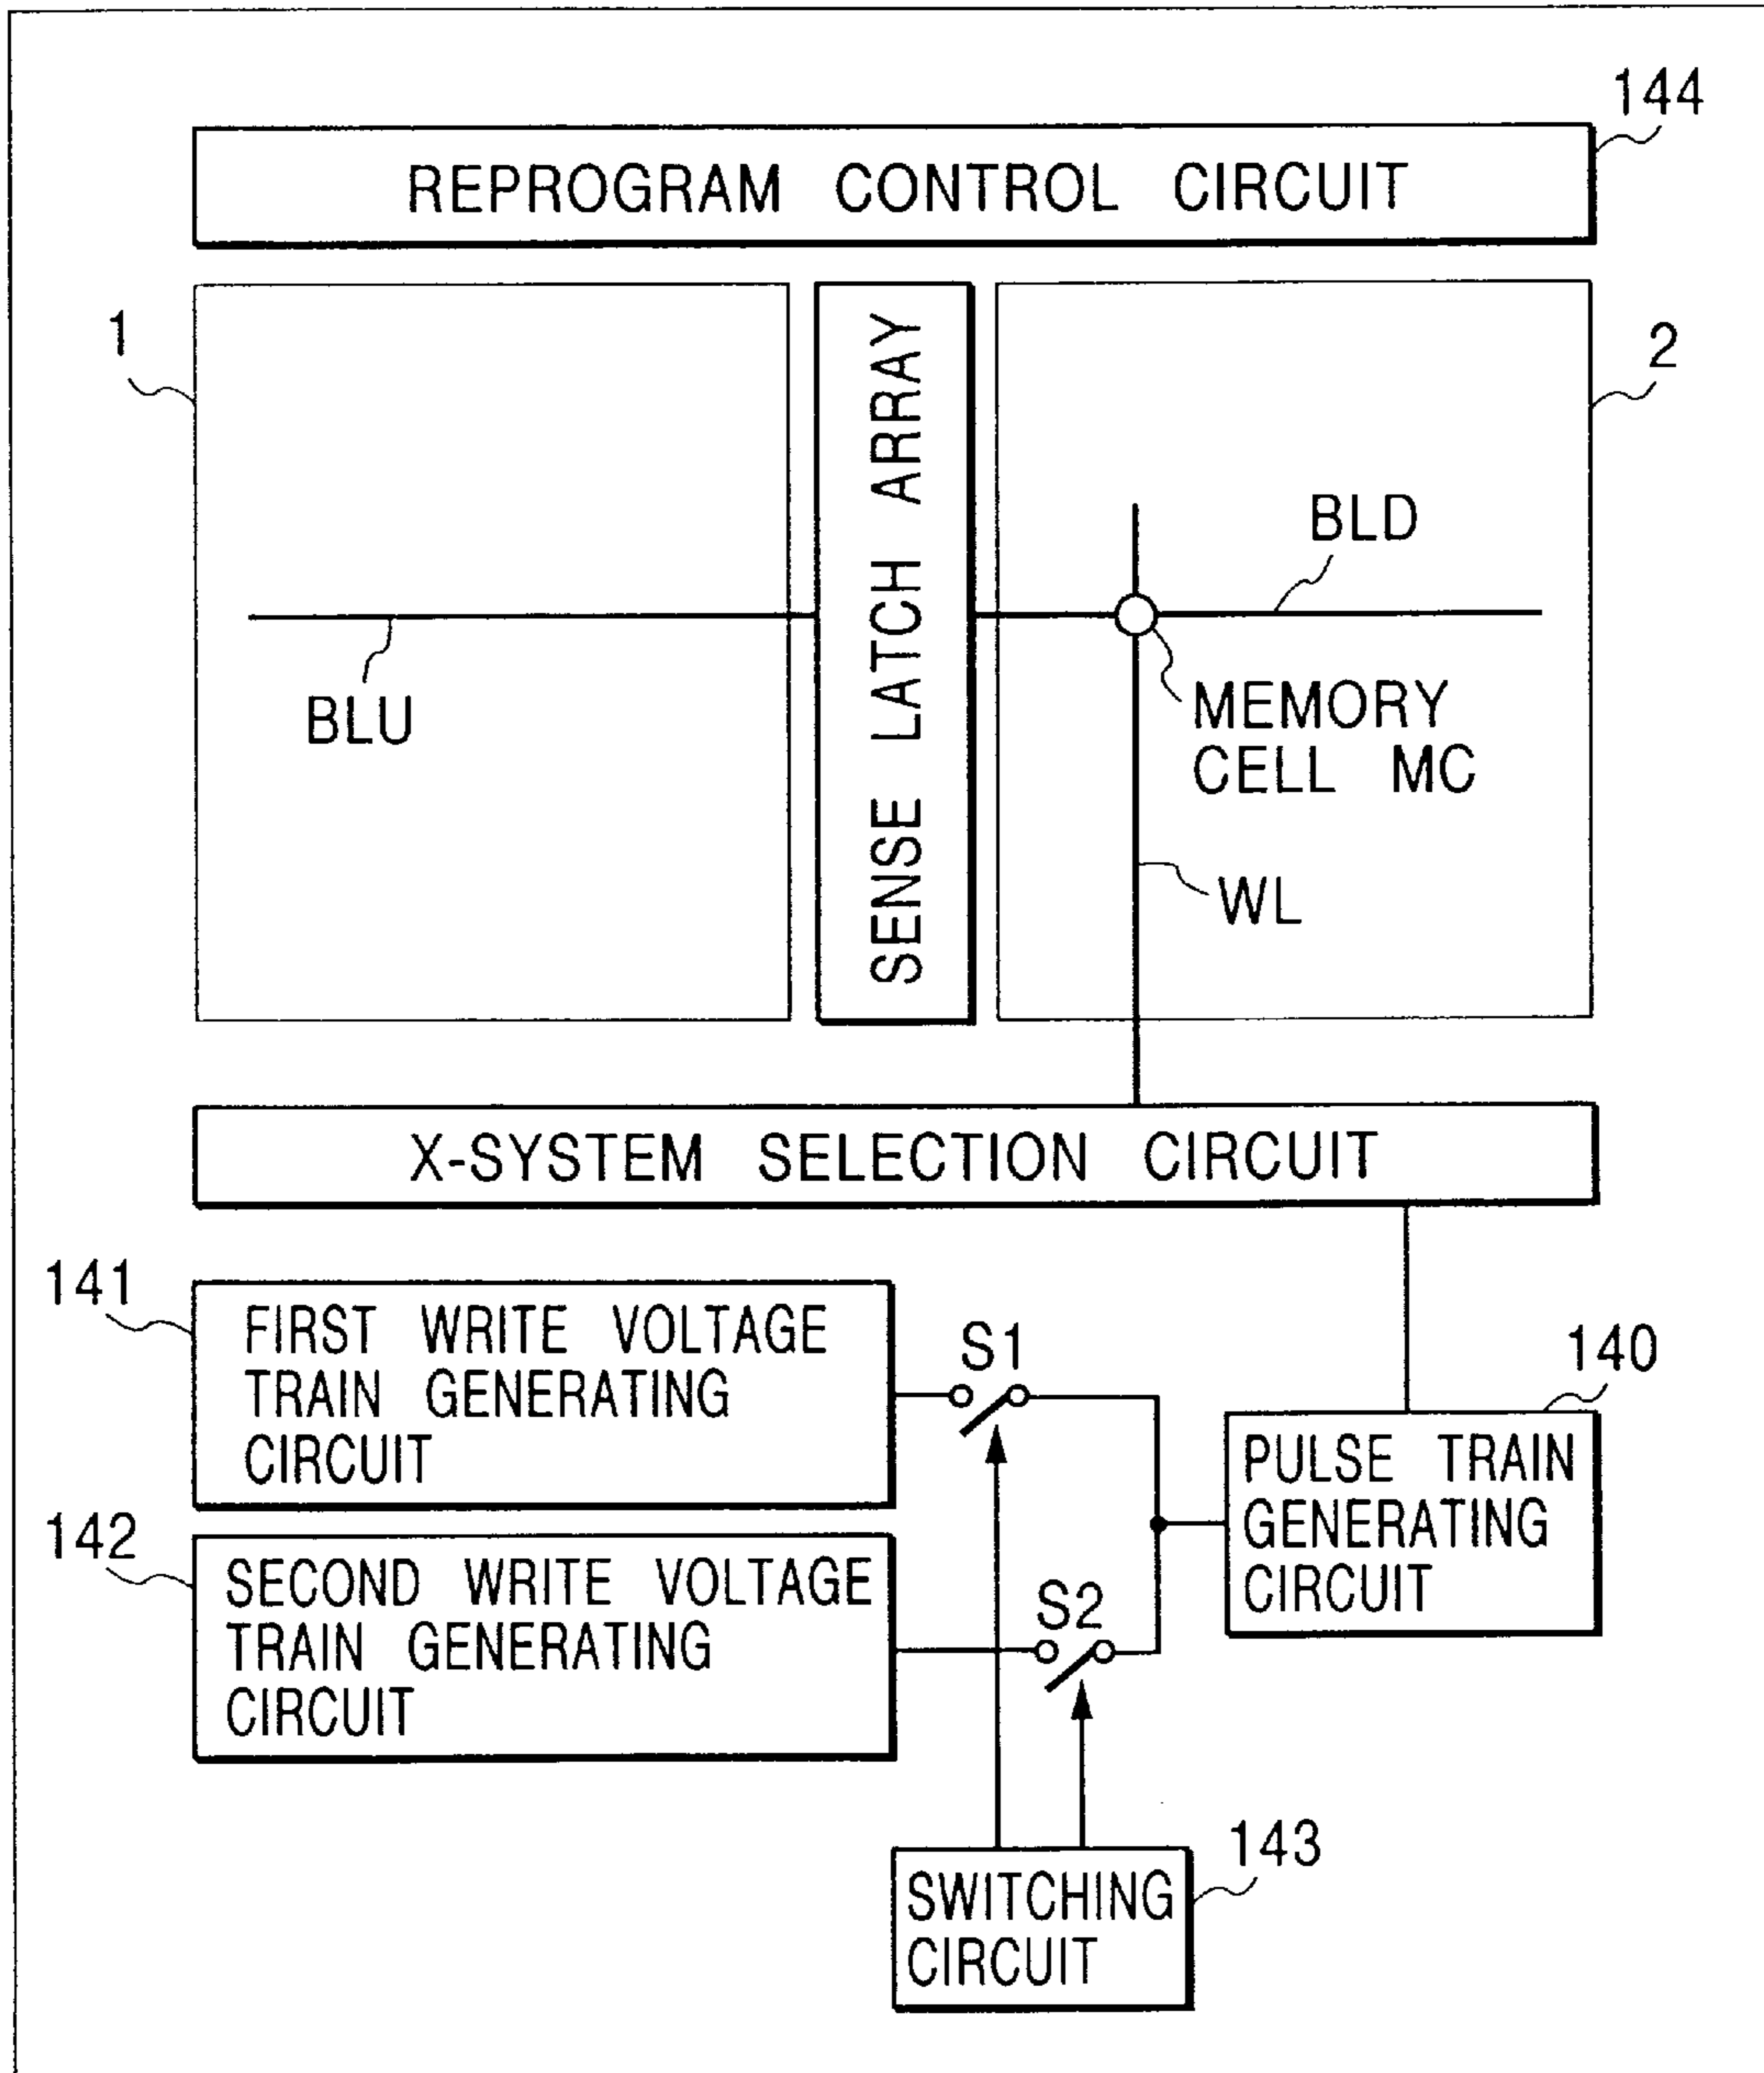 144
REPROGRAM CONTROL CIRCUIT
1
2
SENSE LATCH ARRAY
BLD
BLU
MEMORY
CELL MC
WL
X-SYSTEM SELECTION CIRCUIT
141
FIRST WRITE VOLTAGE
TRAIN GENERATING
CIRCUIT
S1
140
PULSE TRAIN
GENERATING
CIRCUIT
142
SECOND WRITE VOLTAGE
TRAIN GENERATING
CIRCUIT
S2
143
SWITCHING
CIRCUIT